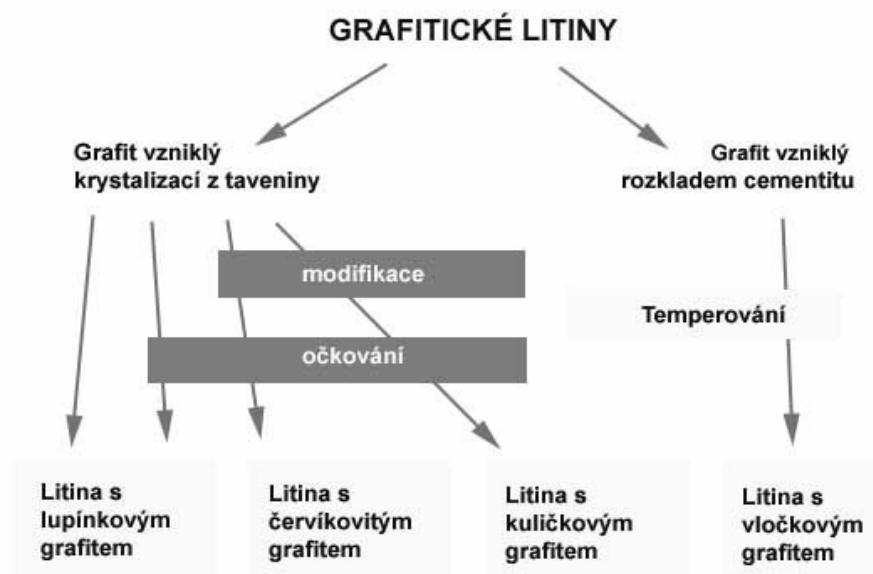 GRAFITICKÉ LITINY
Grafit vzniklý
krystalizací z taveniny
Grafit vzniklý
rozkladem cementitu
modifikace
Temperování
očkování
Litina s
lupínkovým
grafitem
Litina s
červíkovitým
grafitem
Litina s
kuličkovým
grafitem
Litina s
vločkovým
grafitem